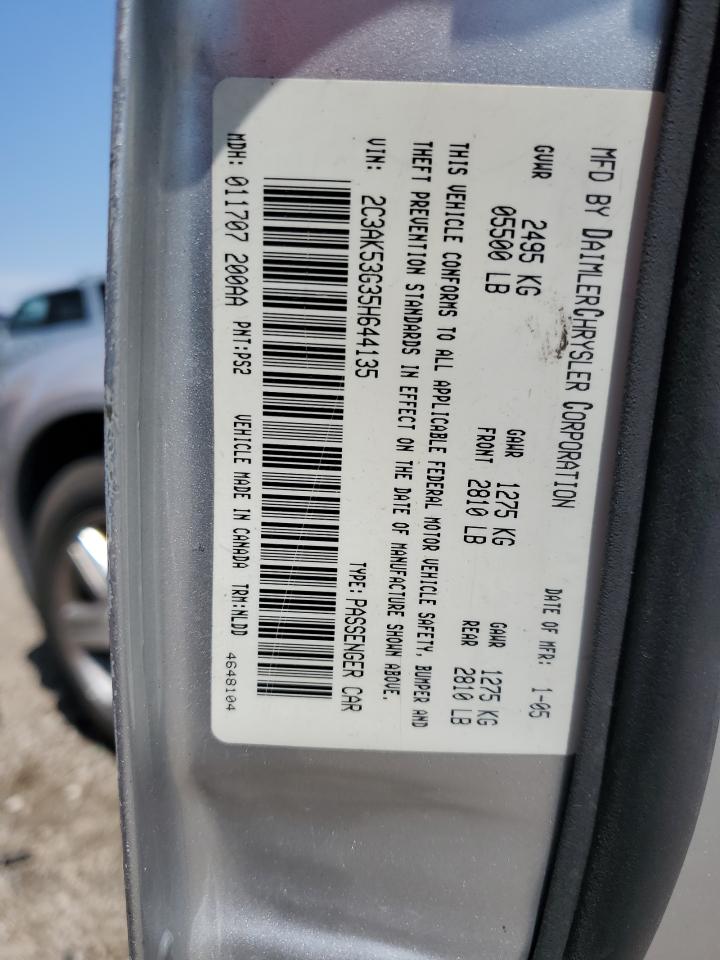 MFD BY DAIMLERCHRYSLER CORPORATION
DATE OF MFR: 1-05
GVWR 2495 KG
05500 LB
GAWR 1275 KG
FRONT 2810 LB
GAWR 1275 KG
REAR 2810 LB
THIS VEHICLE CONFORMS TO ALL APPLICABLE FEDERAL MOTOR VEHICLE SAFETY, BUMPER AND
THEFT PREVENTION STANDARDS IN EFFECT ON THE DATE OF MANUFACTURE SHOWN ABOVE.
VIN: 2C3AK53G35H644135 TYPE: PASSENGER CAR
MDH: 011707 200AA PNT:PS2 VEHICLE MADE IN CANADA TRM:NLDD 4648104